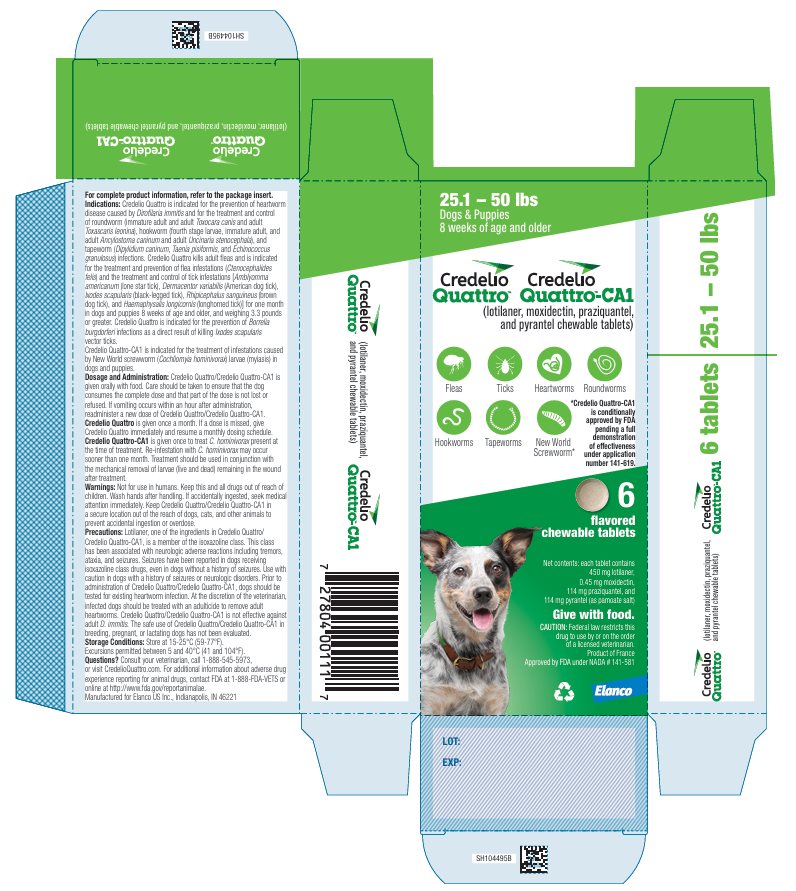 SH104495B
(lotilaner, moxidectin, praziquantel, and pyrantel chewable tablets)
Credelio
Quattro™
Credelio
Quattro-CA1
For complete product information, refer to the package insert.
Indications: Credelio Quattro is indicated for the prevention of heartworm
disease caused by Dirofilaria immitis and for the treatment and control
of roundworm (immature adult and adult Toxocara canis and adult
Toxascaris leonina), hookworm (fourth stage larvae, immature adult, and
adult Ancylostoma caninum and adult Uncinaria stenocephala), and
tapeworm (Dipylidium caninum, Taenia pisiformis, and Echinococcus
granulosus) infections. Credelio Quattro kills adult fleas and is indicated
for the treatment and prevention of flea infestations (Ctenocephalides
felis) and the treatment and control of tick infestations [Amblyomma
americanum (lone star tick), Dermacentor variabilis (American dog tick),
Ixodes scapularis (black-legged tick), Rhipicephalus sanguineus (brown
dog tick), and Haemaphysalis longicornis (longhorned tick)] for one month
in dogs and puppies 8 weeks of age and older, and weighing 3.3 pounds
or greater. Credelio Quattro is indicated for the prevention of Borrelia
burgdorferi infections as a direct result of killing Ixodes scapularis
vector ticks.
Credelio Quattro-CA1 is indicated for the treatment of infestations caused
by New World screwworm (Cochliomyia hominivorax) larvae (myiasis) in
dogs and puppies.
Dosage and Administration: Credelio Quattro/Credelio Quattro-CA1 is
given orally with food. Care should be taken to ensure that the dog
consumes the complete dose and that part of the dose is not lost or
refused. If vomiting occurs within an hour after administration,
readminister a new dose of Credelio Quattro/Credelio Quattro-CA1.
Credelio Quattro is given once a month. If a dose is missed, give
Credelio Quattro immediately and resume a monthly dosing schedule.
Credelio Quattro-CA1 is given once to treat C. hominivorax present at
the time of treatment. Re-infestation with C. hominivorax may occur
sooner than one month. Treatment should be used in conjunction with
the mechanical removal of larvae (live and dead) remaining in the wound
after treatment.
Warnings: Not for use in humans. Keep this and all drugs out of reach of
children. Wash hands after handling. If accidentally ingested, seek medical
attention immediately. Keep Credelio Quattro/Credelio Quattro-CA1 in
a secure location out of the reach of dogs, cats, and other animals to
prevent accidental ingestion or overdose.
Precautions: Lotilaner, one of the ingredients in Credelio Quattro/
Credelio Quattro-CA1, is a member of the isoxazoline class. This class
has been associated with neurologic adverse reactions including tremors,
ataxia, and seizures. Seizures have been reported in dogs receiving
isoxazoline class drugs, even in dogs without a history of seizures. Use with
caution in dogs with a history of seizures or neurologic disorders. Prior to
administration of Credelio Quattro/Credelio Quattro-CA1, dogs should be
tested for existing heartworm infection. At the discretion of the veterinarian,
infected dogs should be treated with an adulticide to remove adult
heartworms. Credelio Quattro/Credelio Quattro-CA1 is not effective against
adult D. immitis. The safe use of Credelio Quattro/Credelio Quattro-CA1 in
breeding, pregnant, or lactating dogs has not been evaluated.
Storage Conditions: Store at 15-25°C (59-77°F).
Excursions permitted between 5 and 40°C (41 and 104°F).
Questions? Consult your veterinarian, call 1-888-545-5973,
or visit CredelioQuattro.com. For additional information about adverse drug
experience reporting for animal drugs, contact FDA at 1-888-FDA-VETS or
online at http://www.fda.gov/reportanimalae.
Manufactured for Elanco US Inc., Indianapolis, IN 46221
Credelio
Quattro™
(lotilaner, moxidectin, praziquantel,
and pyrantel chewable tablets)
Credelio
Quattro-CA1
7 27804 00111 7
25.1 – 50 lbs
Dogs & Puppies
8 weeks of age and older
Credelio
Quattro™
Credelio
Quattro-CA1
(lotilaner, moxidectin, praziquantel,
and pyrantel chewable tablets)
Fleas
Ticks
Heartworms
Roundworms
Hookworms
Tapeworms
New World
Screwworm*
*Credelio Quattro-CA1
is conditionally
approved by FDA
pending a full
demonstration
of effectiveness
under application
number 141-619.
6
flavored
chewable tablets
Net contents: each tablet contains
450 mg lotilaner,
0.45 mg moxidectin,
114 mg praziquantel, and
114 mg pyrantel (as pamoate salt)
Give with food.
CAUTION: Federal law restricts this
drug to use by or on the order
of a licensed veterinarian.
Product of France
Approved by FDA under NADA # 141-581
Elanco
LOT:
EXP:
SH104495B
25.1 – 50 lbs
6 tablets
Credelio
Quattro-CA1
(lotilaner, moxidectin, praziquantel,
and pyrantel chewable tablets)
Credelio
Quattro™